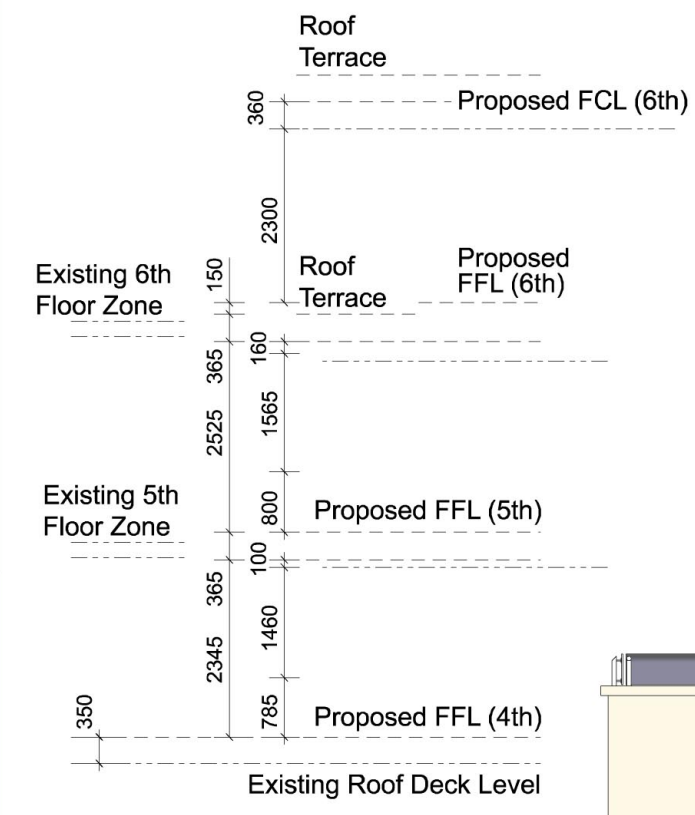 Roof
Terrace
360
Proposed FCL (6th)
2300
150
Existing 6th
Floor Zone
Roof
Terrace
Proposed
FFL (6th)
365
160
2525
1565
Existing 5th
Floor Zone
800
Proposed FFL (5th)
365
100
2345
1460
350
785
Proposed FFL (4th)
Existing Roof Deck Level